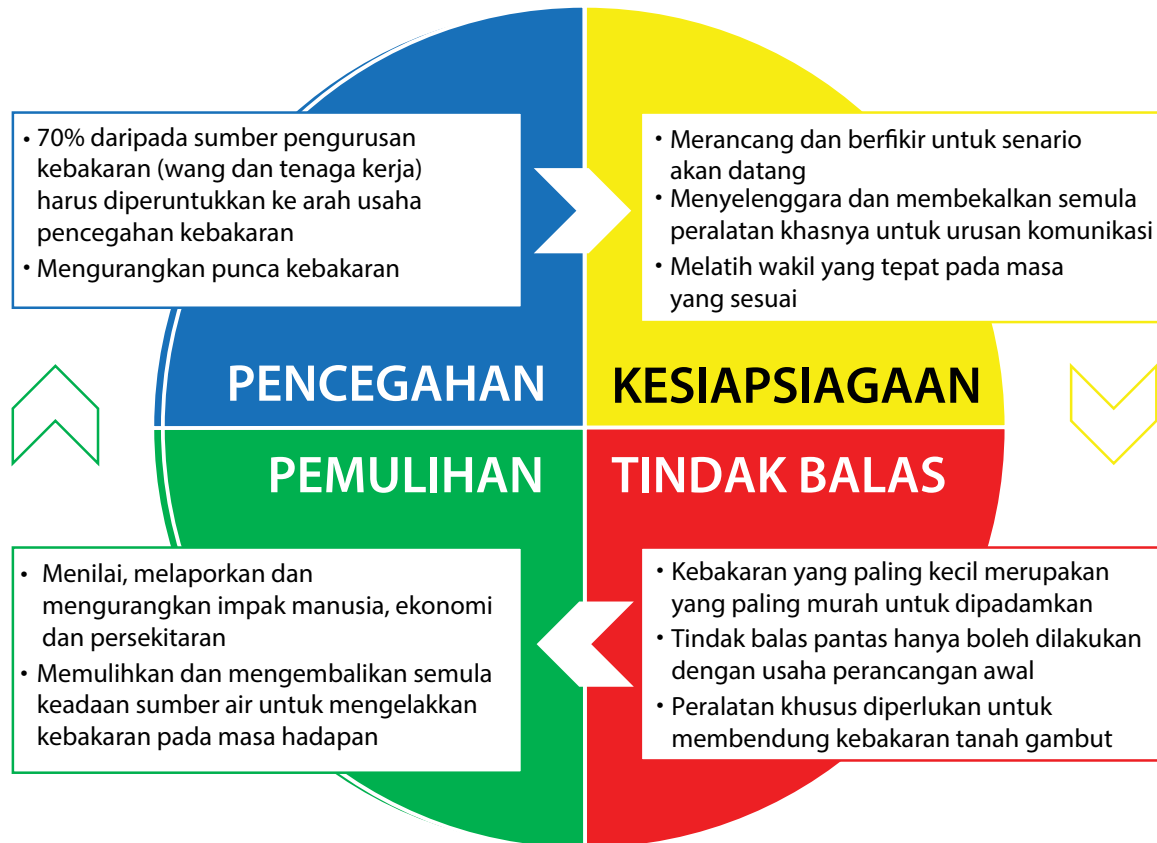 • 70% daripada sumber pengurusan
kebakaran (wang dan tenaga kerja)
harus diperuntukkan ke arah usaha
pencegahan kebakaran
• Mengurangkan punca kebakaran
PENCEGAHAN
• Merancang dan berfikir untuk senario
akan datang
• Menyelenggara dan membekalkan semula
peralatan khasnya untuk urusan komunikasi
• Melatih wakil yang tepat pada masa
yang sesuai
KESIAPSIAGAAN
PEMULIHAN
• Menilai, melaporkan dan
mengurangkan impak manusia, ekonomi
dan persekitaran
• Memulihkan dan mengembalikan semula
keadaan sumber air untuk mengelakkan
kebakaran pada masa hadapan
TINDAK BALAS
• Kebakaran yang paling kecil merupakan
yang paling murah untuk dipadamkan
• Tindak balas pantas hanya boleh dilakukan
dengan usaha perancangan awal
• Peralatan khusus diperlukan untuk
membendung kebakaran tanah gambut